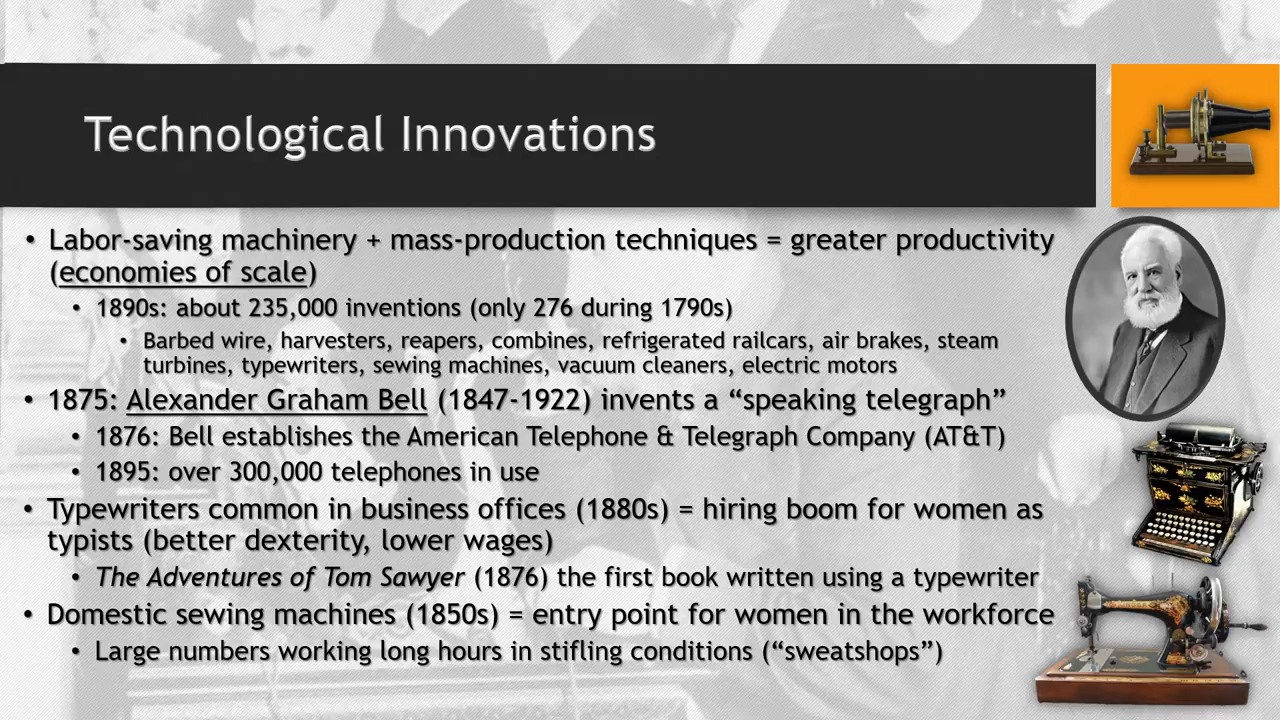 Technological Innovations
• Labor-saving machinery + mass-production techniques = greater productivity
(economies of scale)
• 1890s: about 235,000 inventions (only 276 during 1790s)
• Barbed wire, harvesters, reapers, combines, refrigerated railcars, air brakes, steam
turbines, typewriters, sewing machines, vacuum cleaners, electric motors
• 1875: Alexander Graham Bell (1847-1922) invents a “speaking telegraph”
• 1876: Bell establishes the American Telephone & Telegraph Company (AT&T)
• 1895: over 300,000 telephones in use
• Typewriters common in business offices (1880s) = hiring boom for women as
typists (better dexterity, lower wages)
• The Adventures of Tom Sawyer (1876) the first book written using a typewriter
• Domestic sewing machines (1850s) = entry point for women in the workforce
• Large numbers working long hours in stifling conditions (“sweatshops”)